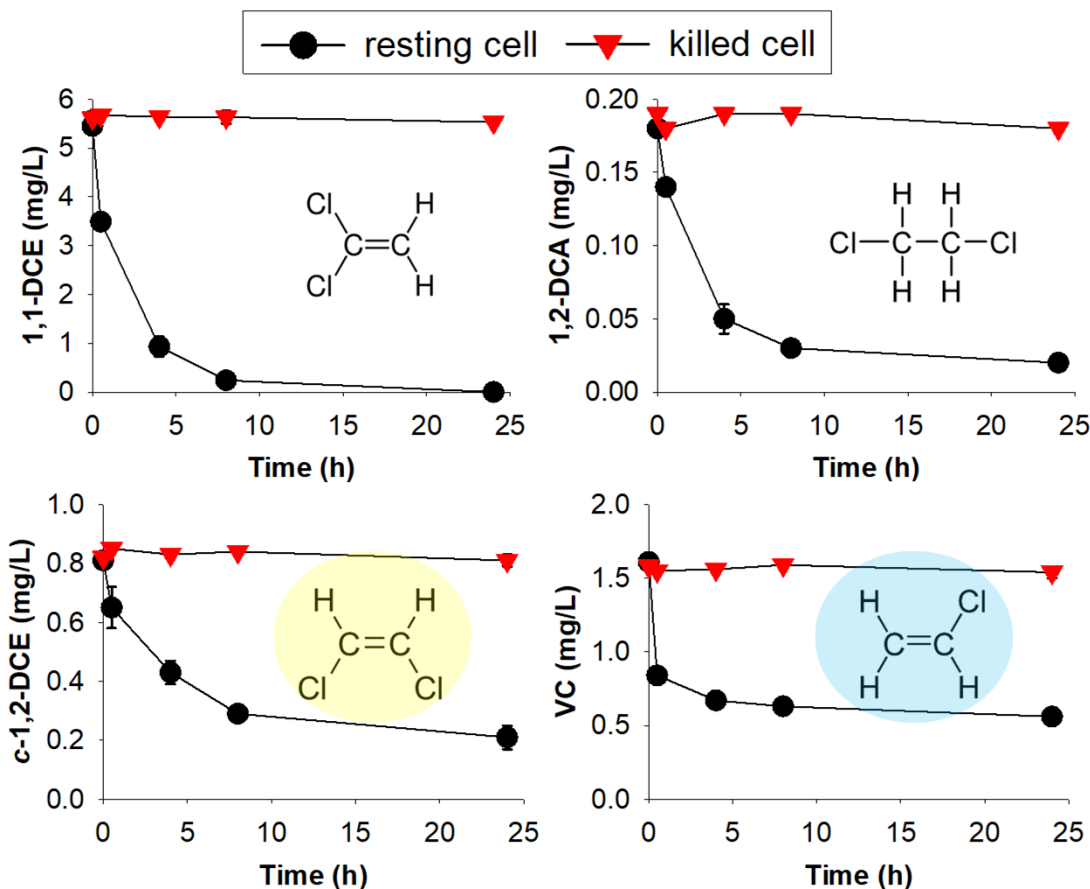 resting cell killed cell
1,1-DCE (mg/L)
6
5
4
3
2
1
0
Cl H
C=C
Cl H
0 5 10 15 20 25
Time (h)
1,2-DCA (mg/L)
0.20
0.15
0.10
0.05
0.00
H H
Cl C C Cl
H H
0 5 10 15 20 25
Time (h)
c-1,2-DCE (mg/L)
1.0
0.8
0.6
0.4
0.2
0.0
H H
C=C
Cl Cl
0 5 10 15 20 25
Time (h)
VC (mg/L)
2.0
1.5
1.0
0.5
0.0
H Cl
C=C
H H
0 5 10 15 20 25
Time (h)